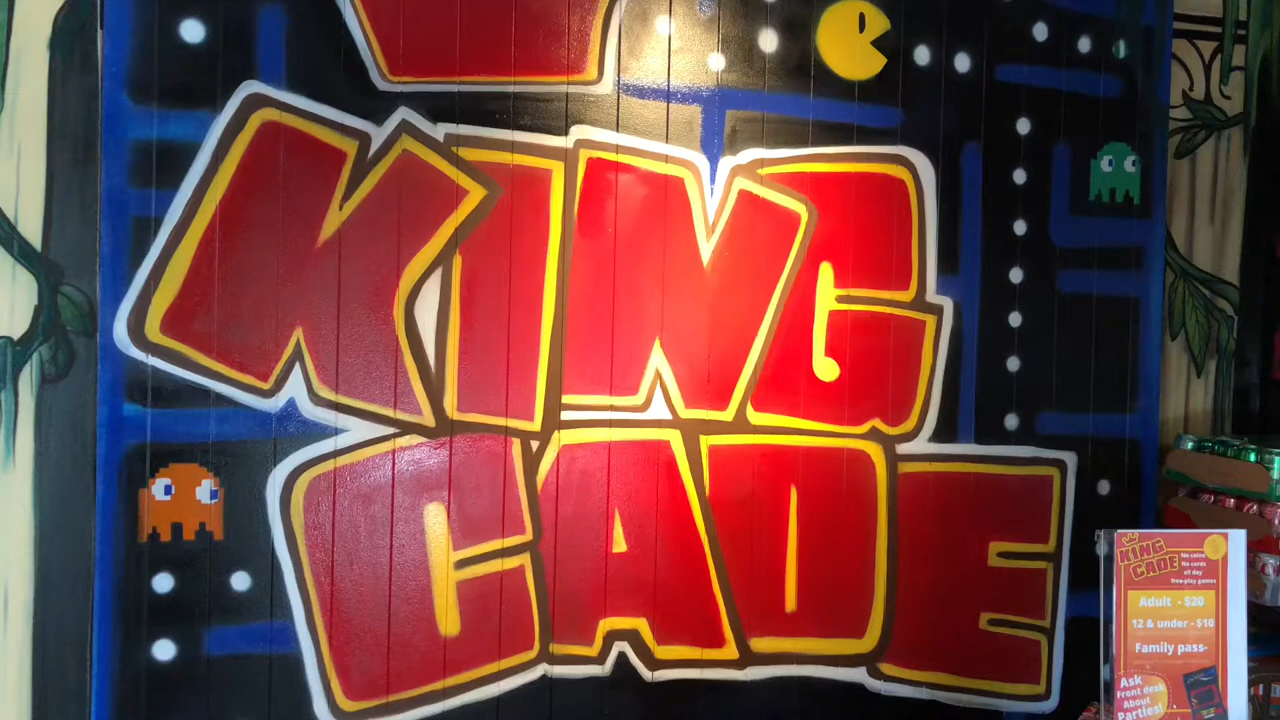 KING
CADE
KING
CADE
No coins
No cards
all day
free-play games
Adult - $20
12 & under - $10
Family pass-
Ask
Front desk
About
Parties!